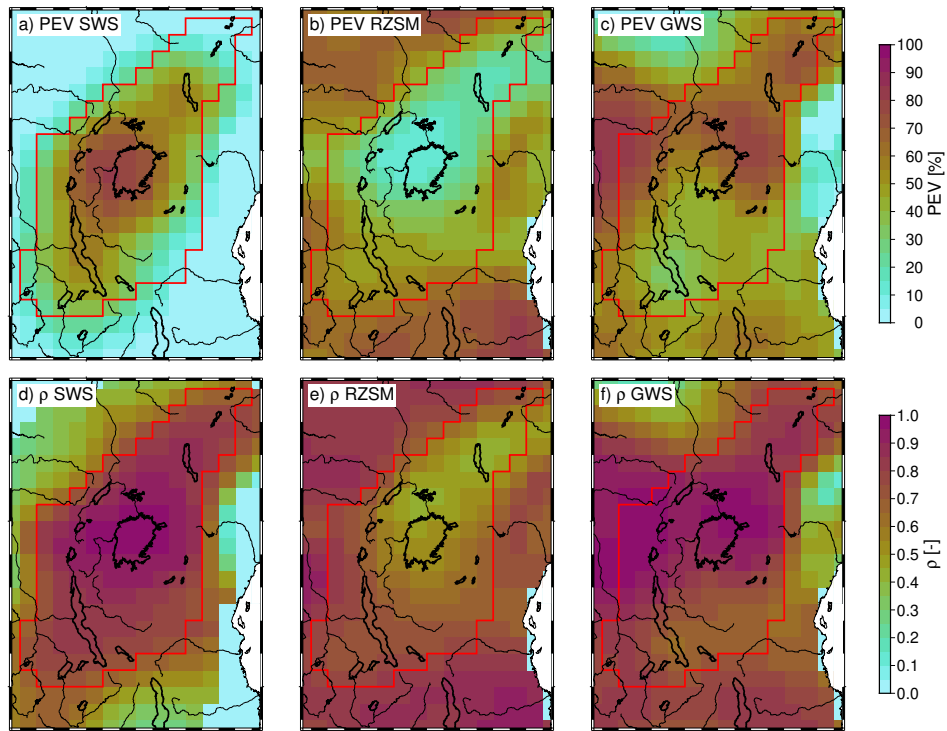 a) PEV SWS
b) PEV RZSM
c) PEV GWS
100
90
80
70
60
50
40
30
20
10
0
PEV [%]
d) ρ SWS
e) ρ RZSM
f) ρ GWS
1.0
0.9
0.8
0.7
0.6
0.5
0.4
0.3
0.2
0.1
0.0
ρ [-]